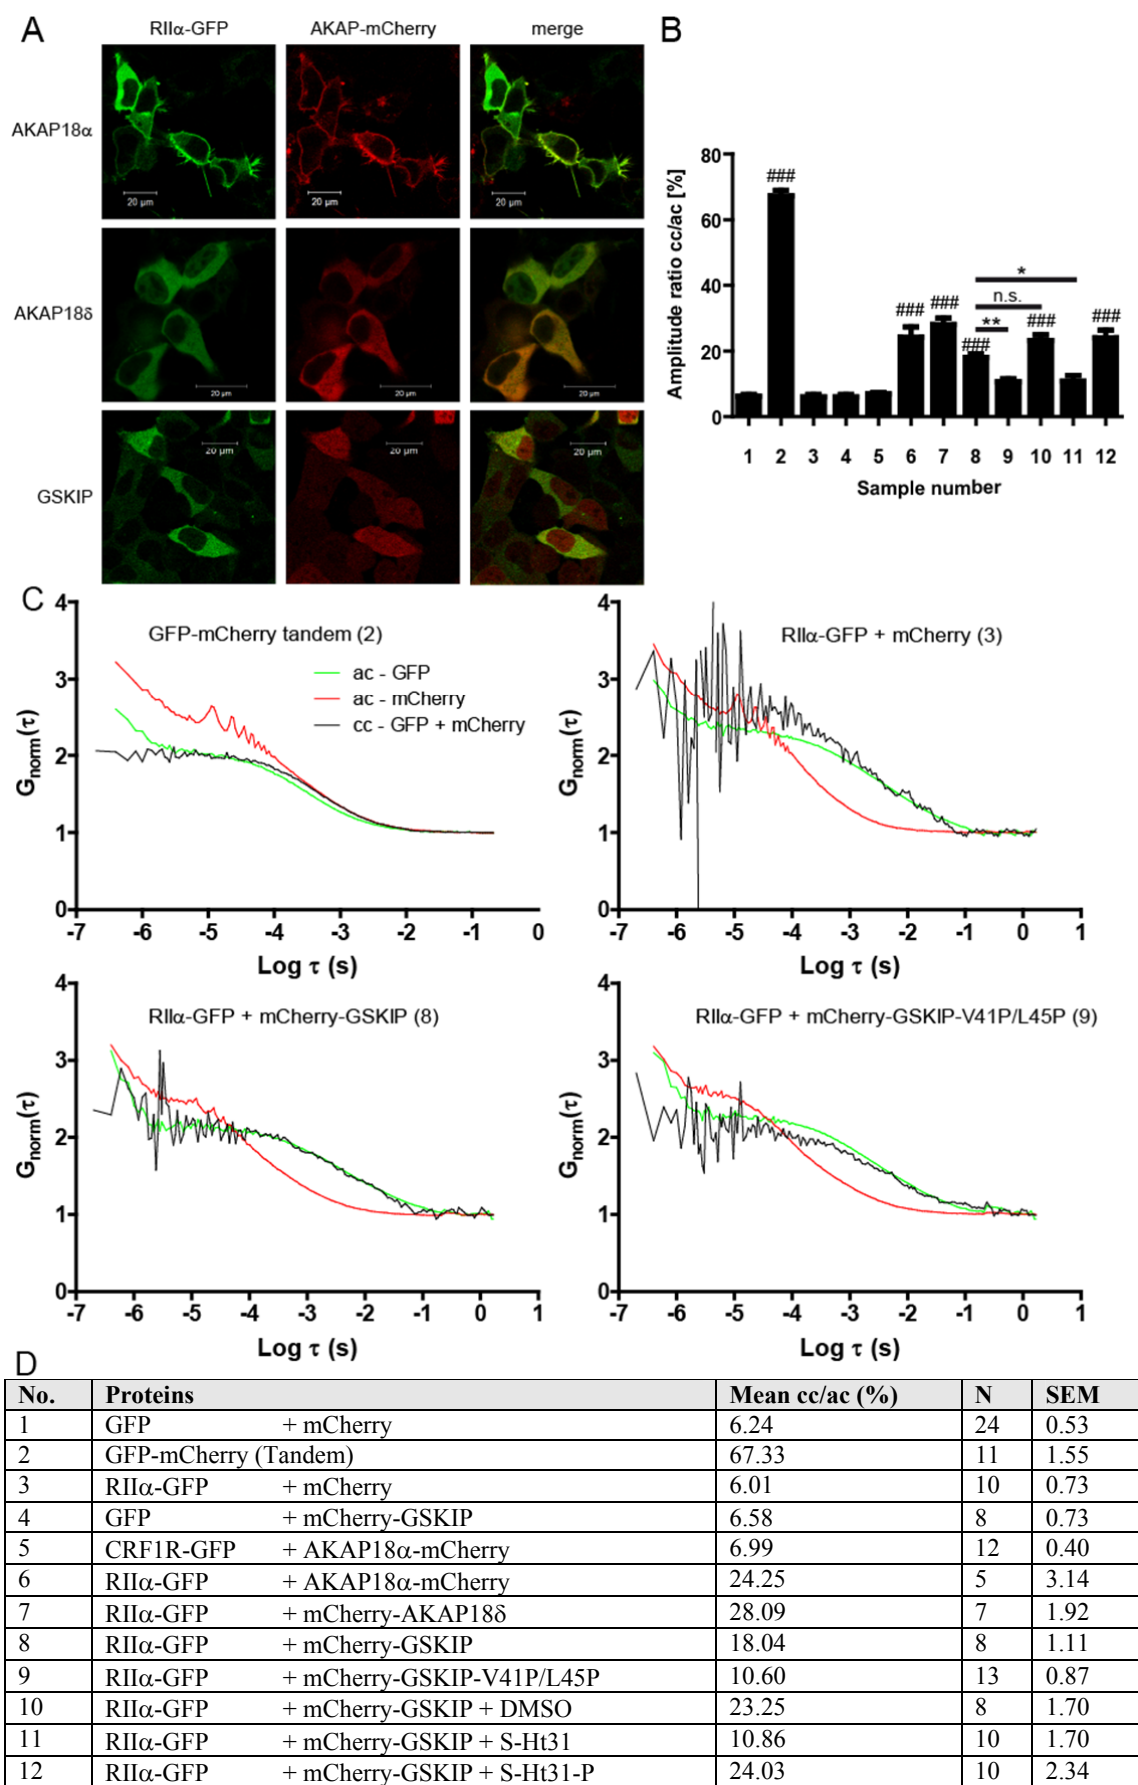 A
RIIα-GFP AKAP-mCherry merge
AKAP18α
20 µm 20 µm 20 µm
AKAP18δ
20 µm 20 µm 20 µm
GSKIP
20 µm 20 µm 20 µm
B
Amplitude ratio cc/ac [%]
80
60
40
20
0
###
### ### ### ** n.s. ### * ###
1 2 3 4 5 6 7 8 9 10 11 12
Sample number
C
GFP-mCherry tandem (2)
ac - GFP
ac - mCherry
cc - GFP + mCherry
Gnorm(τ)
4
3
2
1
0
-7 -6 -5 -4 -3 -2 -1 0
Log τ (s)
RIIα-GFP + mCherry (3)
Gnorm(τ)
4
3
2
1
0
-7 -6 -5 -4 -3 -2 -1 0 1
Log τ (s)
RIIα-GFP + mCherry-GSKIP (8)
Gnorm(τ)
4
3
2
1
0
-7 -6 -5 -4 -3 -2 -1 0 1
Log τ (s)
RIIα-GFP + mCherry-GSKIP-V41P/L45P (9)
Gnorm(τ)
4
3
2
1
0
-7 -6 -5 -4 -3 -2 -1 0 1
Log τ (s)
D
No. Proteins Mean cc/ac (%) N SEM
1 GFP + mCherry 6.24 24 0.53
2 GFP-mCherry (Tandem) 67.33 11 1.55
3 RIIα-GFP + mCherry 6.01 10 0.73
4 GFP + mCherry-GSKIP 6.58 8 0.73
5 CRF1R-GFP + AKAP18α-mCherry 6.99 12 0.40
6 RIIα-GFP + AKAP18α-mCherry 24.25 5 3.14
7 RIIα-GFP + mCherry-AKAP18δ 28.09 7 1.92
8 RIIα-GFP + mCherry-GSKIP 18.04 8 1.11
9 RIIα-GFP + mCherry-GSKIP-V41P/L45P 10.60 13 0.87
10 RIIα-GFP + mCherry-GSKIP + DMSO 23.25 8 1.70
11 RIIα-GFP + mCherry-GSKIP + S-Ht31 10.86 10 1.70
12 RIIα-GFP + mCherry-GSKIP + S-Ht31-P 24.03 10 2.34